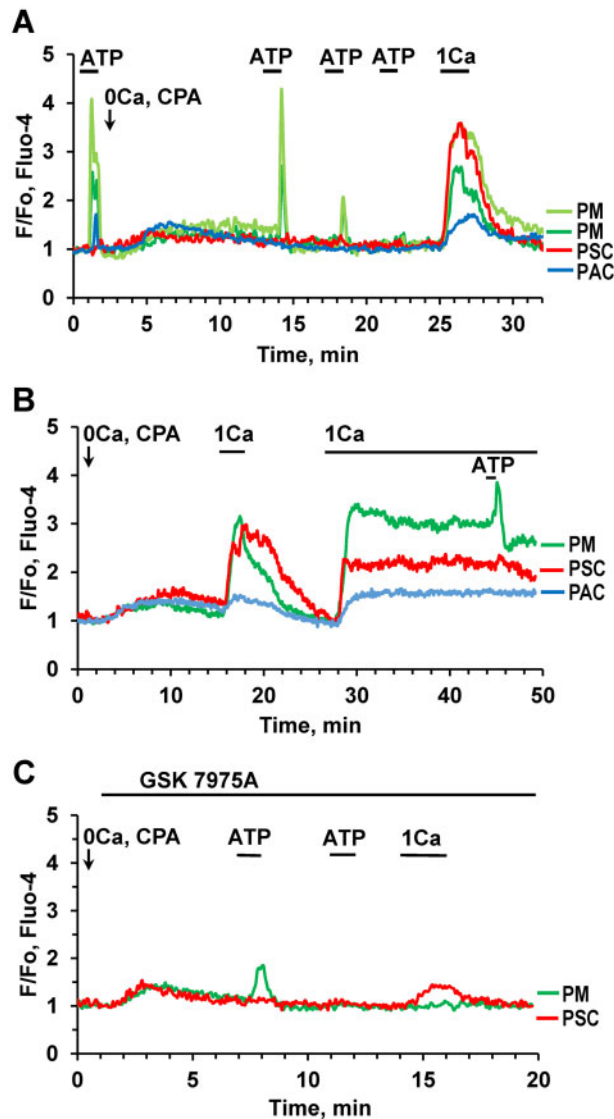 A
ATP ATP ATP ATP 1Ca
0Ca, CPA
F/Fo, Fluo-4
5
4
3
2
1
0
PM
PM
PSC
PAC
0 5 10 15 20 25 30
Time, min
B
0Ca, CPA 1Ca 1Ca
ATP
F/Fo, Fluo-4
5
4
3
2
1
0
PM
PSC
PAC
0 10 20 30 40 50
Time, min
C
GSK 7975A
0Ca, CPA ATP ATP 1Ca
F/Fo, Fluo-4
5
4
3
2
1
0
PM
PSC
0 5 10 15 20
Time, min